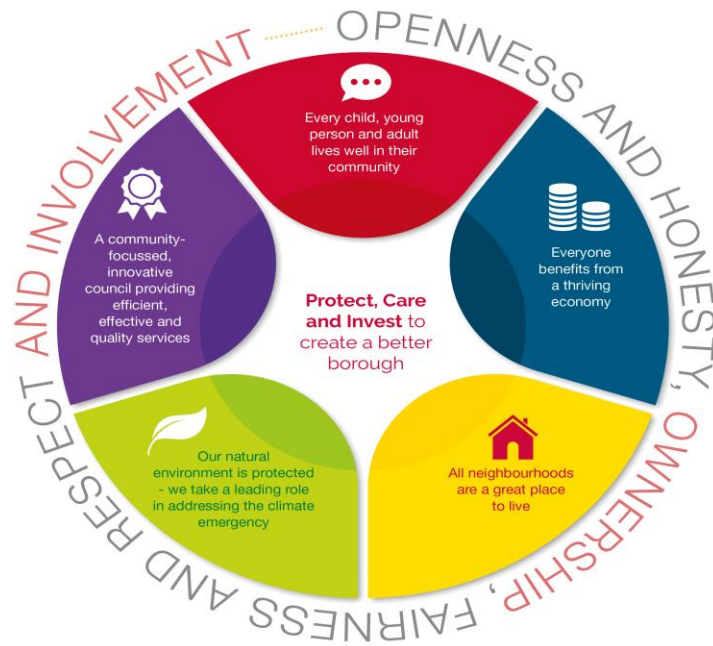 OPENNESS AND HONESTY, OWNERSHIP, FAIRNESS AND RESPECT AND INVOLVEMENT
Every child, young
person and adult
lives well in their
community
Everyone
benefits from
a thriving
economy
All neighbourhoods
are a great place
to live
Our natural
environment is protected
- we take a leading role
in addressing the climate
emergency
A community-
focussed,
innovative
council providing
efficient,
effective and
quality services
Protect, Care
and Invest to
create a better
borough